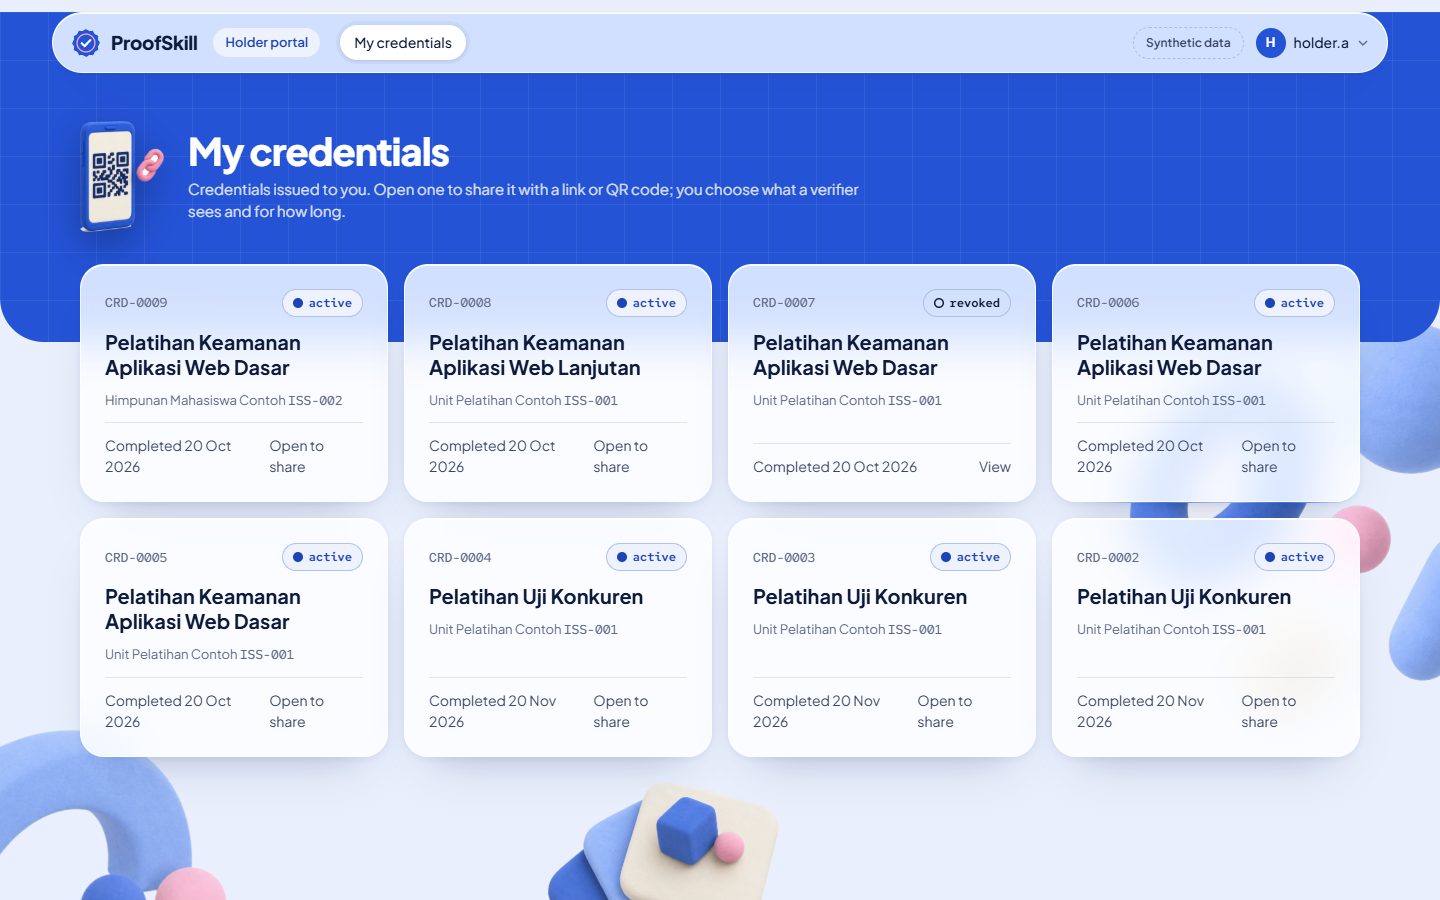 ProofSkill Holder portal My credentials Synthetic data H holder.a
My credentials
Credentials issued to you. Open one to share it with a link or QR code; you choose what a verifier
sees and for how long.
CRD-0009 active
Pelatihan Keamanan
Aplikasi Web Dasar
Himpunan Mahasiswa Contoh ISS-002
Completed 20 Oct
2026
Open to
share
CRD-0008 active
Pelatihan Keamanan
Aplikasi Web Lanjutan
Unit Pelatihan Contoh ISS-001
Completed 20 Oct
2026
Open to
share
CRD-0007 revoked
Pelatihan Keamanan
Aplikasi Web Dasar
Unit Pelatihan Contoh ISS-001
Completed 20 Oct 2026 View
CRD-0006 active
Pelatihan Keamanan
Aplikasi Web Dasar
Unit Pelatihan Contoh ISS-001
Completed 20 Oct
2026
Open to
share
CRD-0005 active
Pelatihan Keamanan
Aplikasi Web Dasar
Unit Pelatihan Contoh ISS-001
Completed 20 Oct
2026
Open to
share
CRD-0004 active
Pelatihan Uji Konkuren
Unit Pelatihan Contoh ISS-001
Completed 20 Nov
2026
Open to
share
CRD-0003 active
Pelatihan Uji Konkuren
Unit Pelatihan Contoh ISS-001
Completed 20 Nov
2026
Open to
share
CRD-0002 active
Pelatihan Uji Konkuren
Unit Pelatihan Contoh ISS-001
Completed 20 Nov
2026
Open to
share